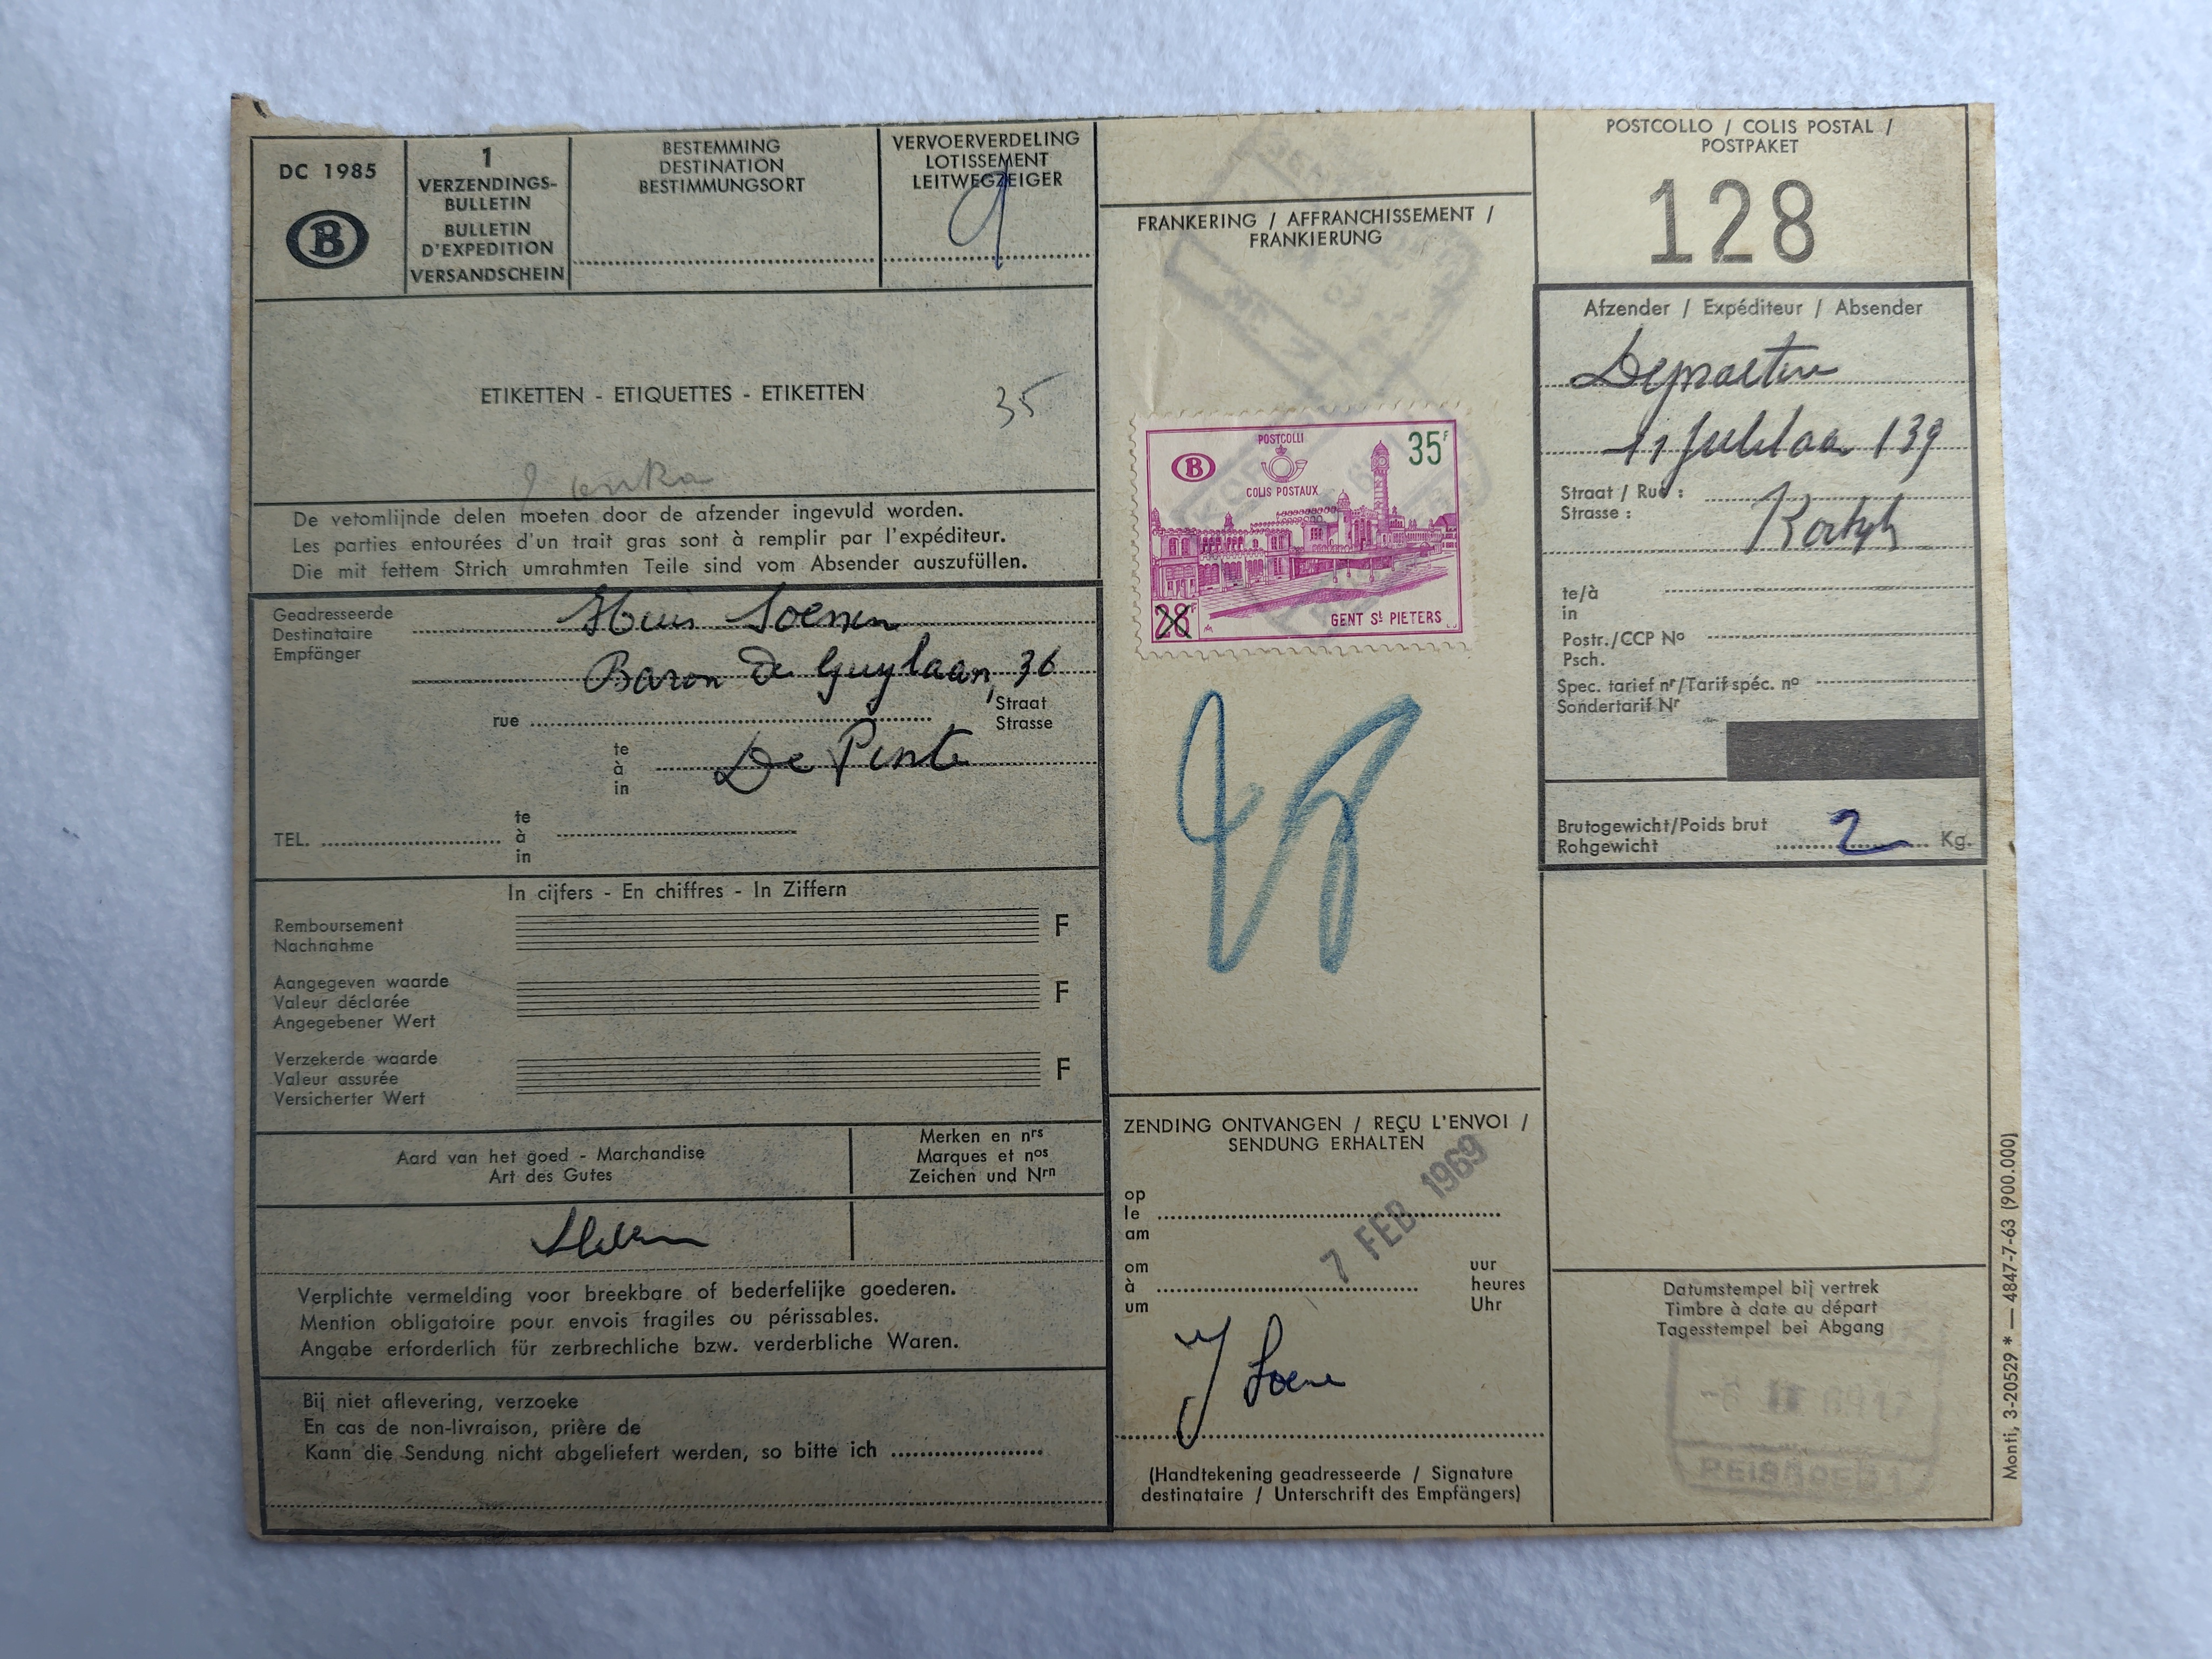 DC 1985
B
1
VERZENDINGS-
BULLETIN
BULLETIN
D'EXPEDITION
VERSANDSCHEIN
BESTEMMING
DESTINATION
BESTIMMUNGSORT
VERVOERVERDELING
LOTISSEMENT
LEITWEGZEIGER
9
ETIKETTEN - ETIQUETTES - ETIKETTEN
35
De vetomlijnde delen moeten door de afzender ingevuld worden.
Les parties entourées d'un trait gras sont à remplir par l'expéditeur.
Die mit fettem Strich umrahmten Teile sind vom Absender auszufüllen.
Geadresseerde
Destinataire
Empfänger
Huis Soenen
Baron de Guylaan, 36
rue
Straat
Strasse
te
à
in
De Pinte
TEL.
te
à
in
In cijfers - En chiffres - In Ziffern
Remboursement
Nachnahme
F
Aangegeven waarde
Valeur déclarée
Angegebener Wert
F
Verzekerde waarde
Valeur assurée
Versicherter Wert
F
Aard van het goed - Marchandise
Art des Gutes
Merken en nrs
Marques et nos
Zeichen und Nrn
Verplichte vermelding voor breekbare of bederfelijke goederen.
Mention obligatoire pour envois fragiles ou périssables.
Angabe erforderlich für zerbrechliche bzw. verderbliche Waren.
Bij niet aflevering, verzoeke
En cas de non-livraison, prière de
Kann die Sendung nicht abgeliefert werden, so bitte ich
FRANKERING / AFFRANCHISSEMENT /
FRANKIERUNG
POSTCOLLI
B
COLIS POSTAUX
35F
28F
GENT St PIETERS
ZENDING ONTVANGEN / REÇU L'ENVOI /
SENDUNG ERHALTEN
op
le
am
7 FEB. 1969
om
à
um
uur
heures
Uhr
(Handtekening geadresseerde / Signature
destinataire / Unterschrift des Empfängers)
POSTCOLLO / COLIS POSTAL /
POSTPAKET
128
Afzender / Expéditeur / Absender
11 Julilaan 139
Straat / Rue :
Strasse :
te/à
in
Postr./CCP No
Psch.
Spec. tarief nr/Tarif spéc. no
Sondertarif Nr
Brutogewicht/Poids brut
Rohgewicht
2 Kg.
Datumstempel bij vertrek
Timbre à date au départ
Tagesstempel bei Abgang
Monti, 3-20529 * — 4847-7-63 (900.000)